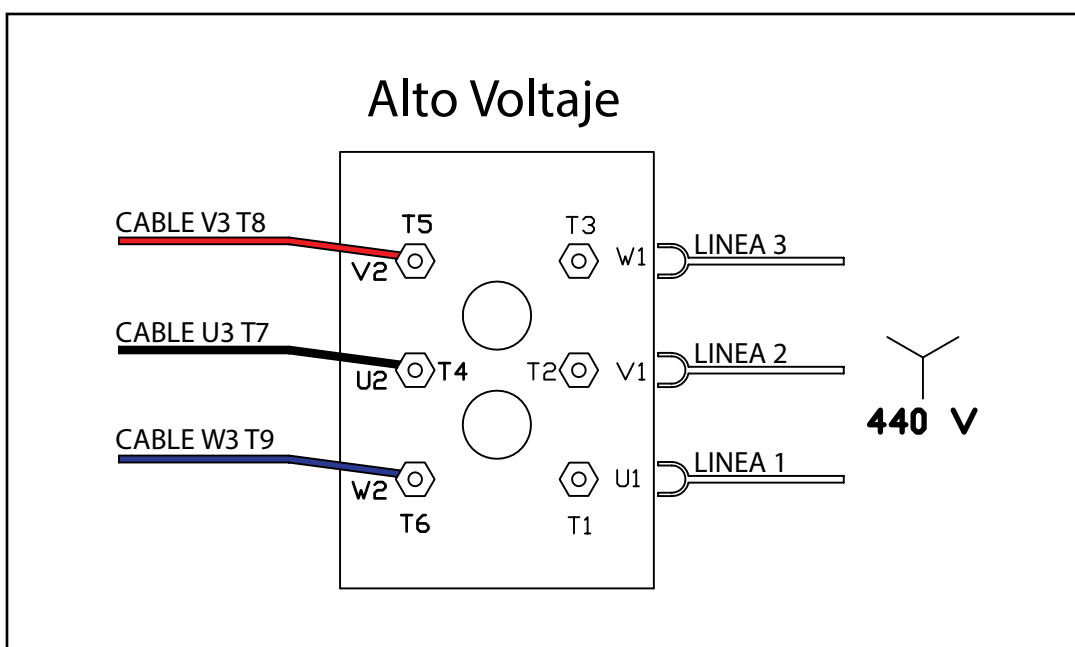 Alto Voltaje
CABLE V3 T8
T5
T3
V2
W1
LINEA 3
CABLE U3 T7
U2
T4
T2
V1
LINEA 2
440 V
CABLE W3 T9
W2
T6
U1
T1
LINEA 1